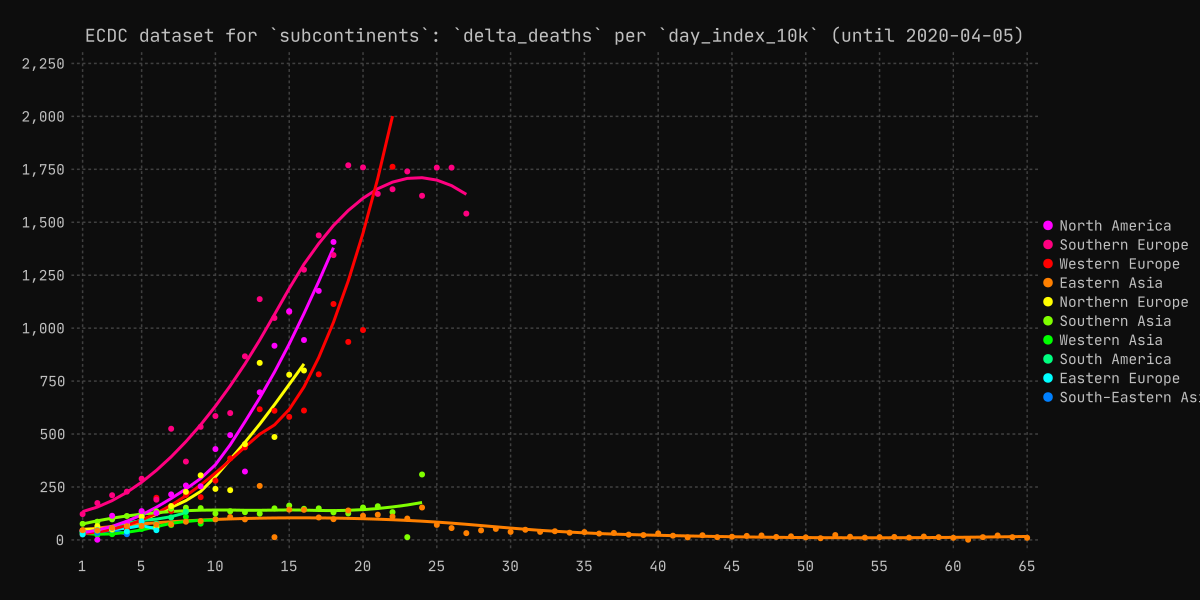 ECDC dataset for `subcontinents`: `delta_deaths` per `day_index_10k` (until 2020-04-05)
2,250
2,000
1,750
1,500
1,250
1,000
750
500
250
0
1 5 10 15 20 25 30 35 40 45 50 55 60 65
North America
Southern Europe
Western Europe
Eastern Asia
Northern Europe
Southern Asia
Western Asia
South America
Eastern Europe
South-Eastern Asi